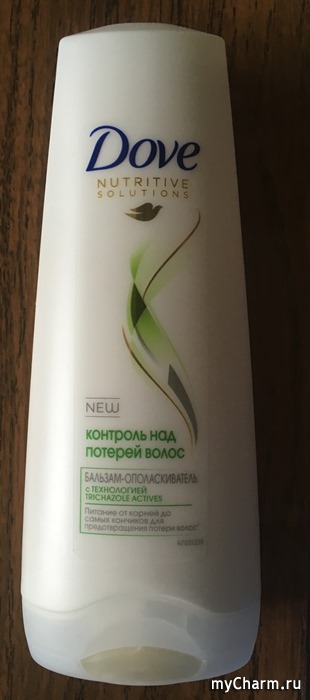 Dove
NUTRITIVE
SOLUTIONS
NEW
контроль над
потерей волос
БАЛЬЗАМ-ОПОЛАСКИВАТЕЛЬ
с ТЕХНОЛОГИЕЙ
TRICHAZOLE ACTIVES
Питание от корней до
самых кончиков для
предотвращения потери волос*
myCharm.ru